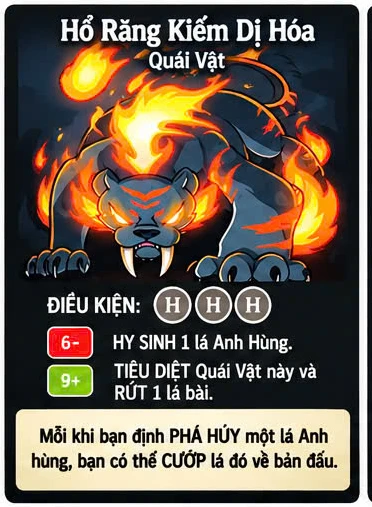 Hổ Răng Kiếm Dị Hóa
Quái Vật
ĐIỀU KIỆN: H H H
6- HY SINH 1 lá Anh Hùng.
9+ TIÊU DIỆT Quái Vật này và
RÚT 1 lá bài.
Mỗi khi bạn định PHÁ HỦY một lá Anh
hùng, bạn có thể CƯỚP lá đó về bản đấu.